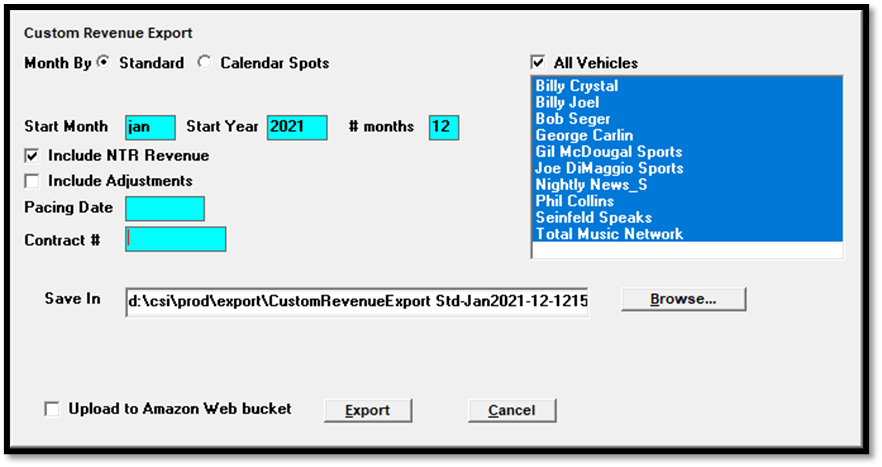 Custom Revenue Export
Month By Standard Calendar Spots
All Vehicles
Billy Crystal
Billy Joel
Bob Seger
George Carlin
Gil McDougal Sports
Joe DiMaggio Sports
Nightly News_S
Phil Collins
Seinfeld Speaks
Total Music Network
Start Month jan Start Year 2021 # months 12
Include NTR Revenue
Include Adjustments
Pacing Date
Contract #
Save In d:\csi\prod\export\CustomRevenueExport Std-Jan2021-12-1215 Browse...
Upload to Amazon Web bucket Export Cancel